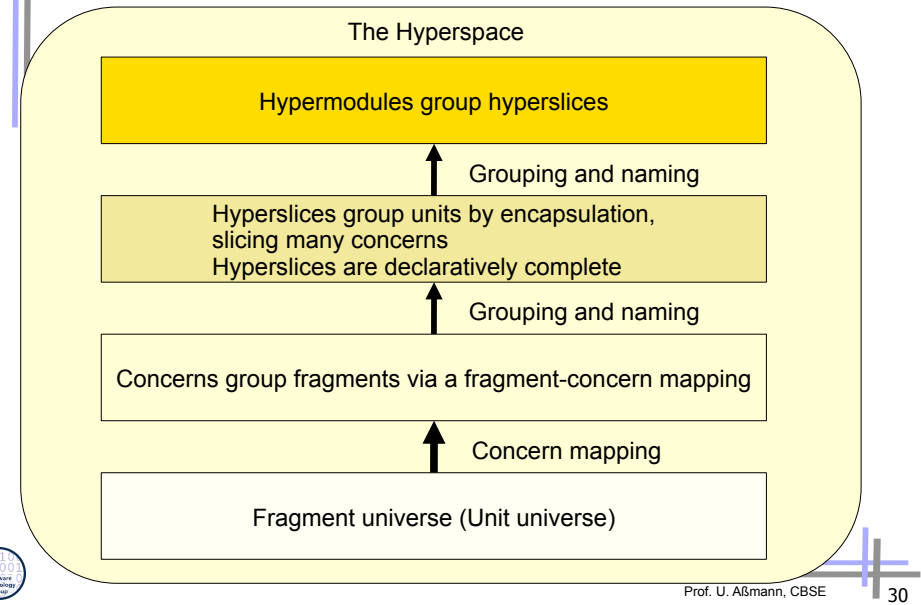 The Hyperspace
Hypermodules group hyperslices
Grouping and naming
Hyperslices group units by encapsulation,
slicing many concerns
Hyperslices are declaratively complete
Grouping and naming
Concerns group fragments via a fragment-concern mapping
Concern mapping
Fragment universe (Unit universe)
Prof. U. Aßmann, CBSE
30